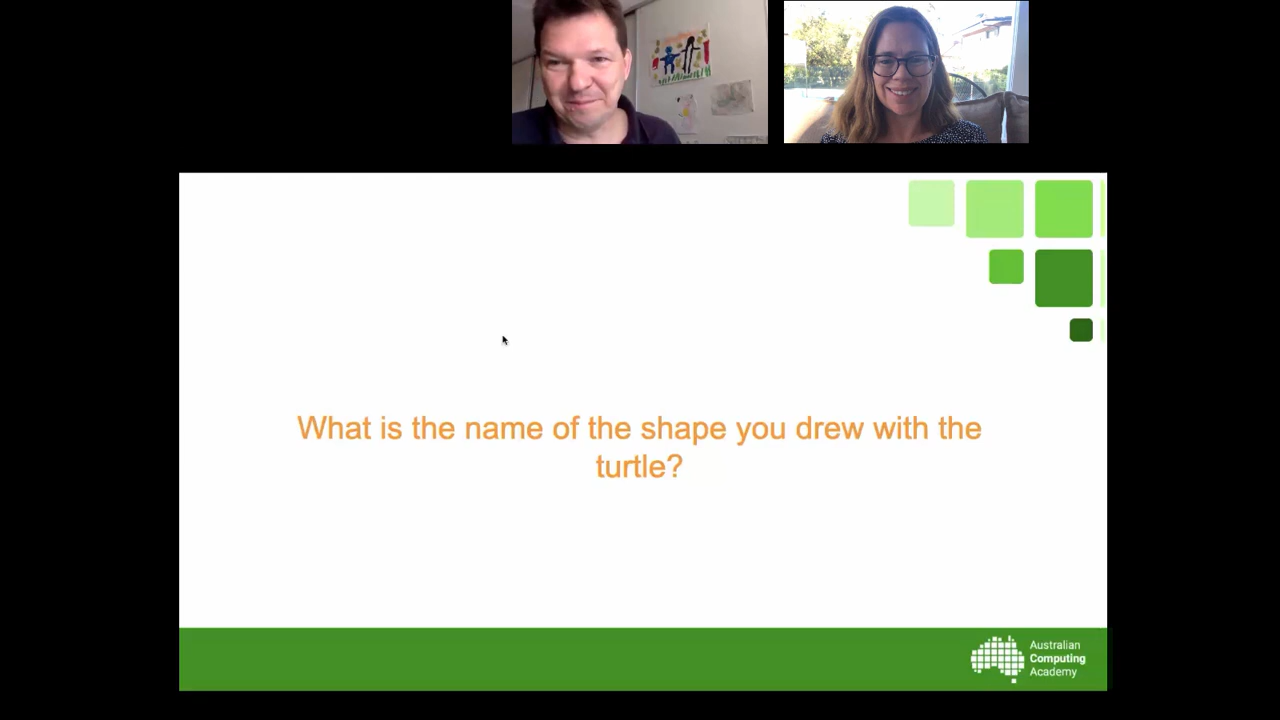 What is the name of the shape you drew with the
turtle?
Australian
Computing
Academy